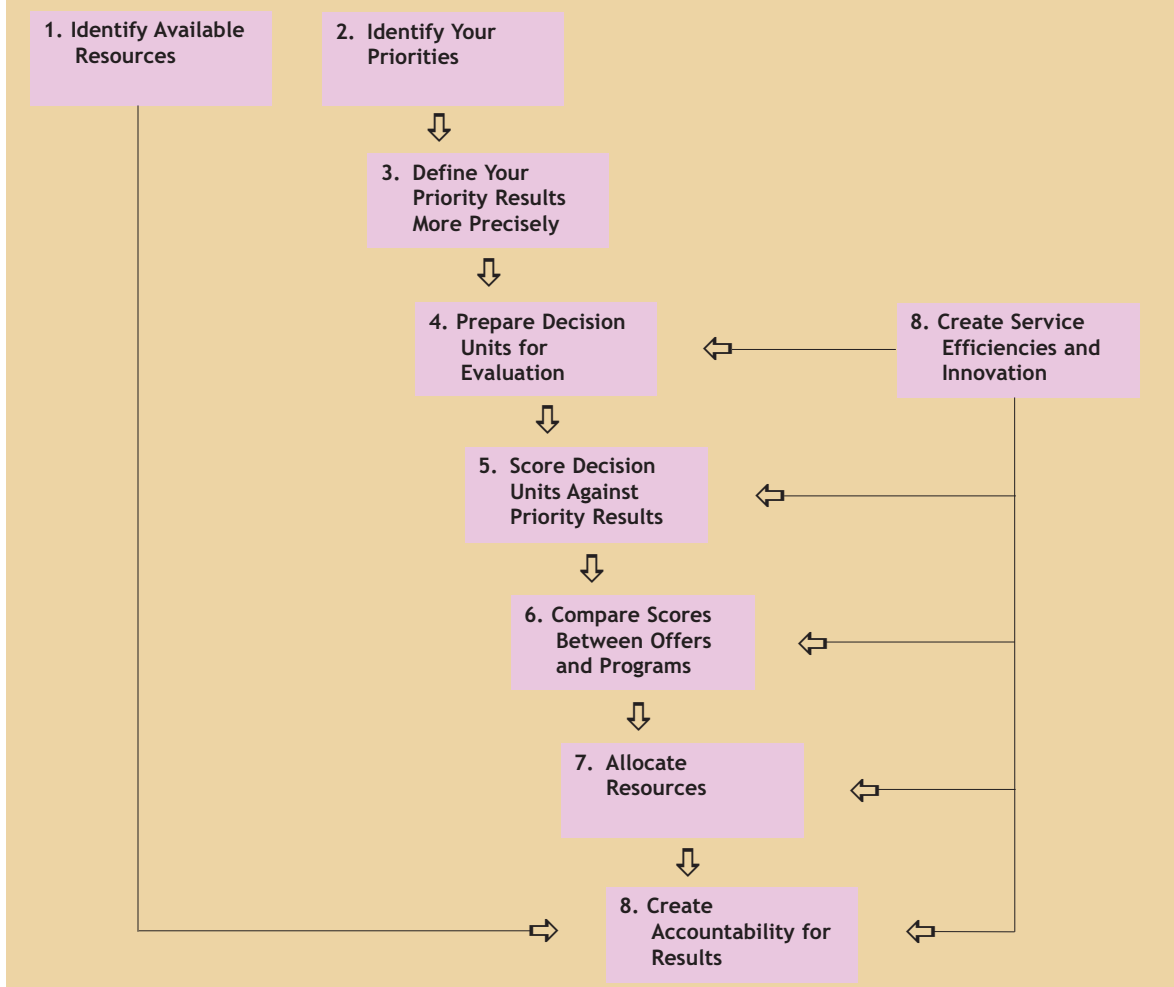 1. Identify Available
Resources
2. Identify Your
Priorities
3. Define Your
Priority Results
More Precisely
4. Prepare Decision
Units for
Evaluation
8. Create Service
Efficiencies and
Innovation
5. Score Decision
Units Against
Priority Results
6. Compare Scores
Between Offers
and Programs
7. Allocate
Resources
8. Create
Accountability for
Results